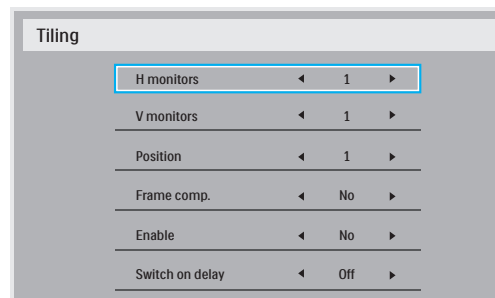 Tiling
H monitors 1
V monitors 1
Position 1
Frame comp. No
Enable No
Switch on delay Off